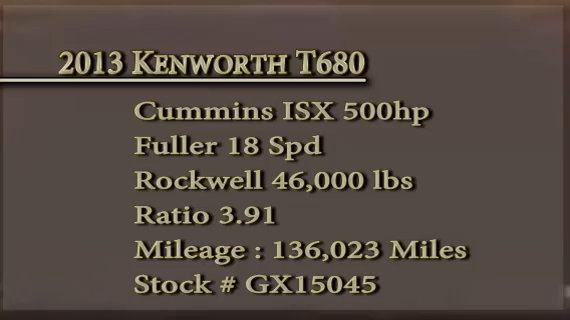 2013 Kenworth T680
Cummins ISX 500hp
Fuller 18 Spd
Rockwell 46,000 lbs
Ratio 3.91
Mileage : 136,023 Miles
Stock # GX15045